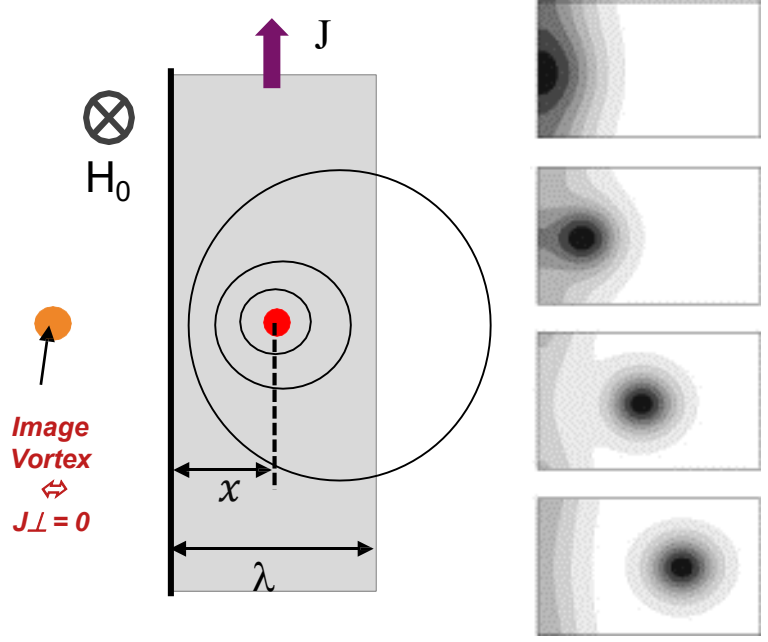 J
H₀
Image
Vortex
⇔
J⊥ = 0
x
λ